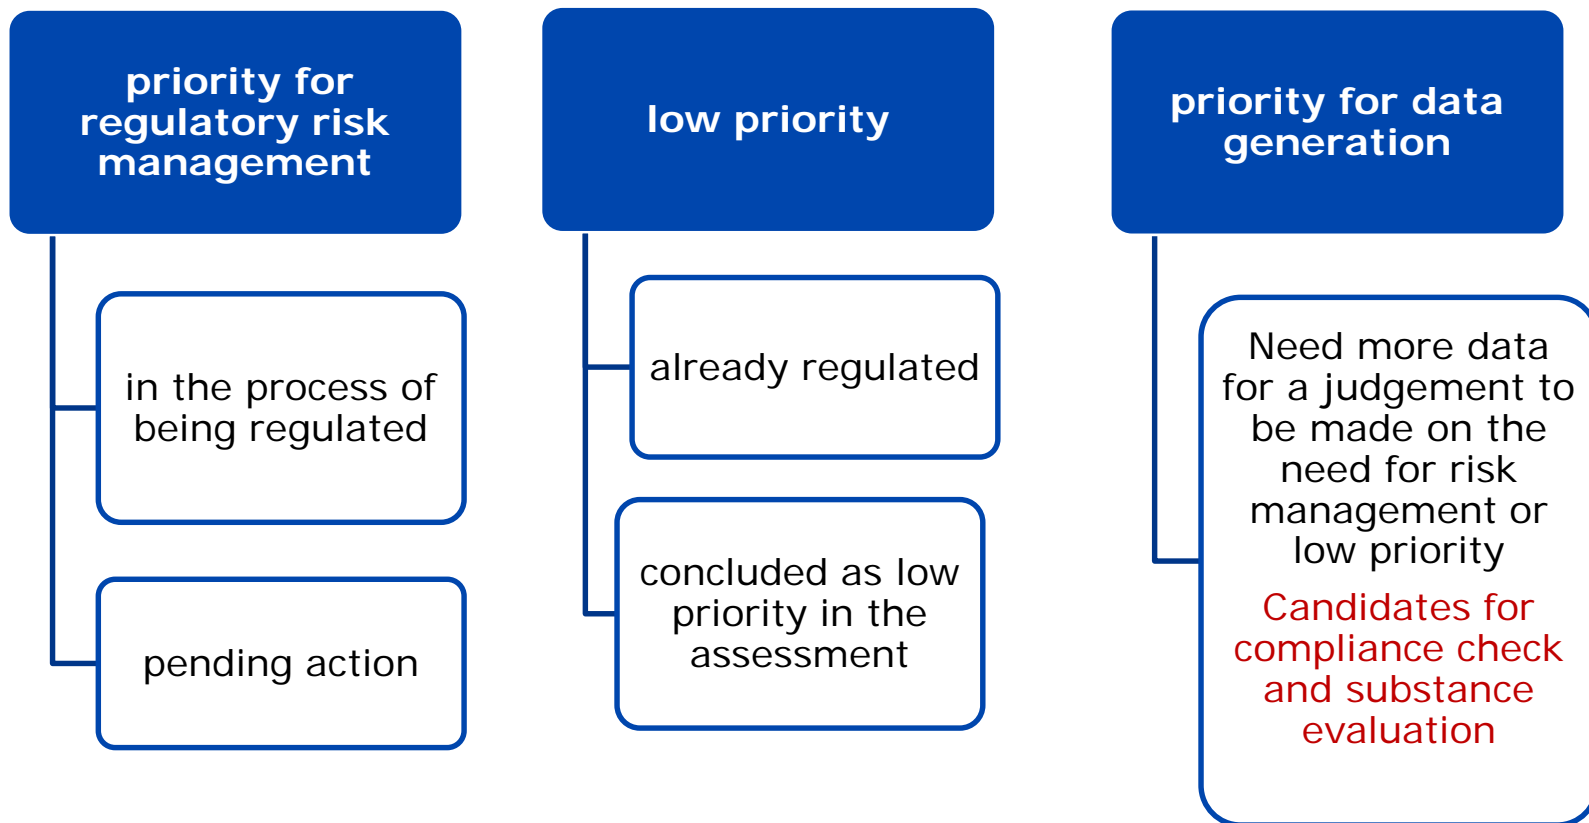 priority for
regulatory risk
management
in the process of
being regulated
pending action
low priority
already regulated
concluded as low
priority in the
assessment
priority for data
generation
Need more data
for a judgement to
be made on the
need for risk
management or
low priority
Candidates for
compliance check
and substance
evaluation